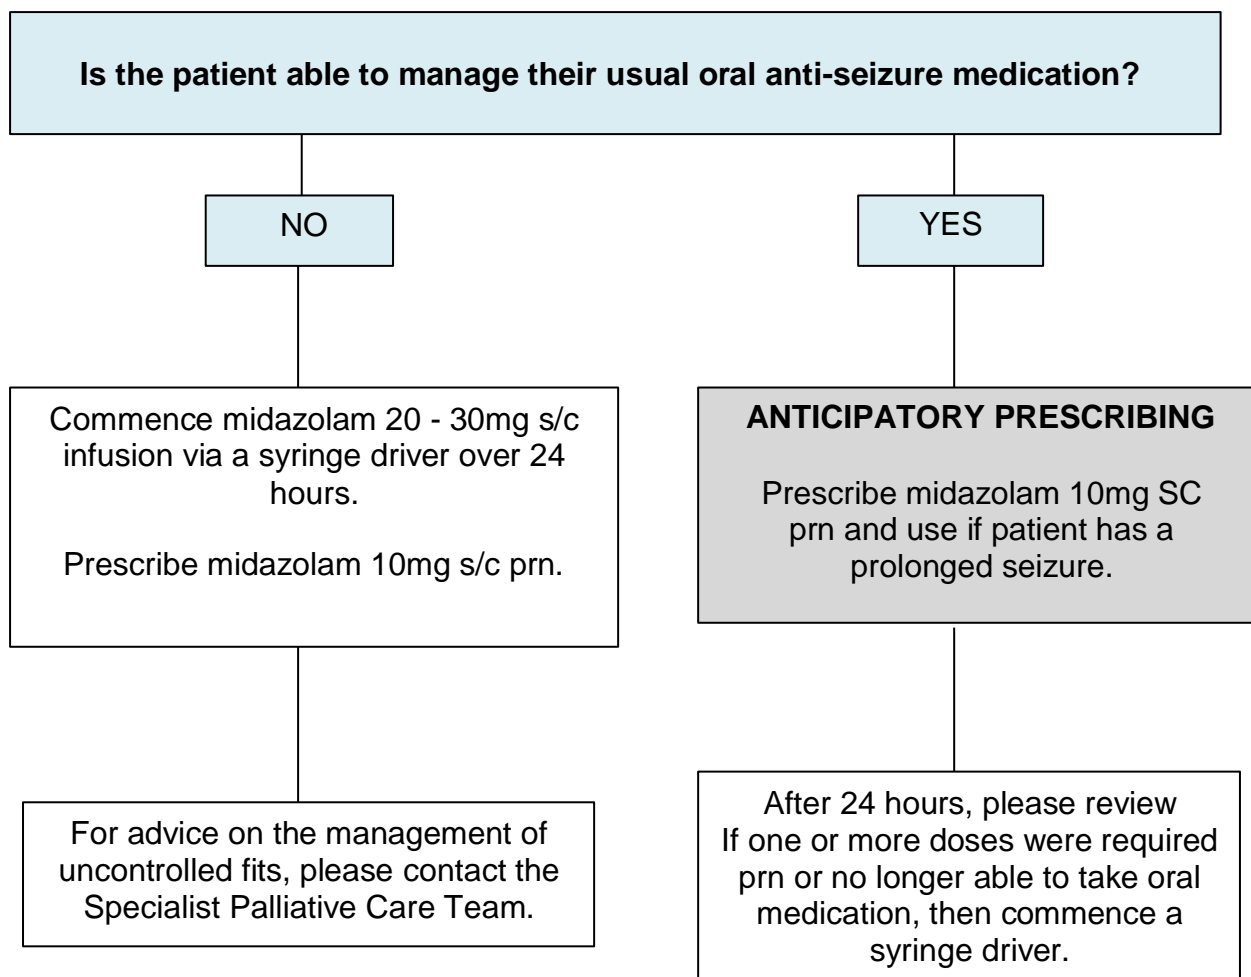 Is the patient able to manage their usual oral anti-seizure medication?
NO
YES
Commence midazolam 20 - 30mg s/c
infusion via a syringe driver over 24
hours.
Prescribe midazolam 10mg s/c prn.
ANTICIPATORY PRESCRIBING
Prescribe midazolam 10mg SC
prn and use if patient has a
prolonged seizure.
For advice on the management of
uncontrolled fits, please contact the
Specialist Palliative Care Team.
After 24 hours, please review
If one or more doses were required
prn or no longer able to take oral
medication, then commence a
syringe driver.